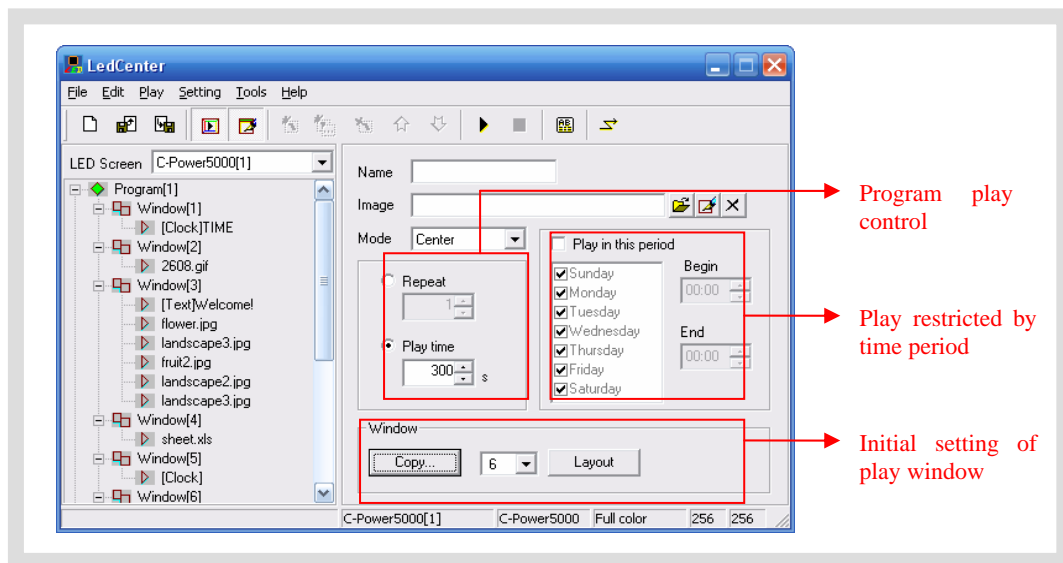 LedCenter
File Edit Play Setting Tools Help
LED Screen C-Power5000[1]
Program[1]
Window[1]
[Clock]TIME
Window[2]
2608.gif
Window[3]
[Text]Welcome!
flower.jpg
landscape3.jpg
fruit2.jpg
landscape2.jpg
landscape3.jpg
Window[4]
sheet.xls
Window[5]
[Clock]
Window[6]
Name
Image
Mode Center
Repeat
1
Play time
300 s
Play in this period
Sunday
Monday
Tuesday
Wednesday
Thursday
Friday
Saturday
Begin
00:00
End
00:00
Window
Copy... 6 Layout
C-Power5000[1] C-Power5000 Full color 256 256
Program play
control
Play restricted by
time period
Initial setting of
play window